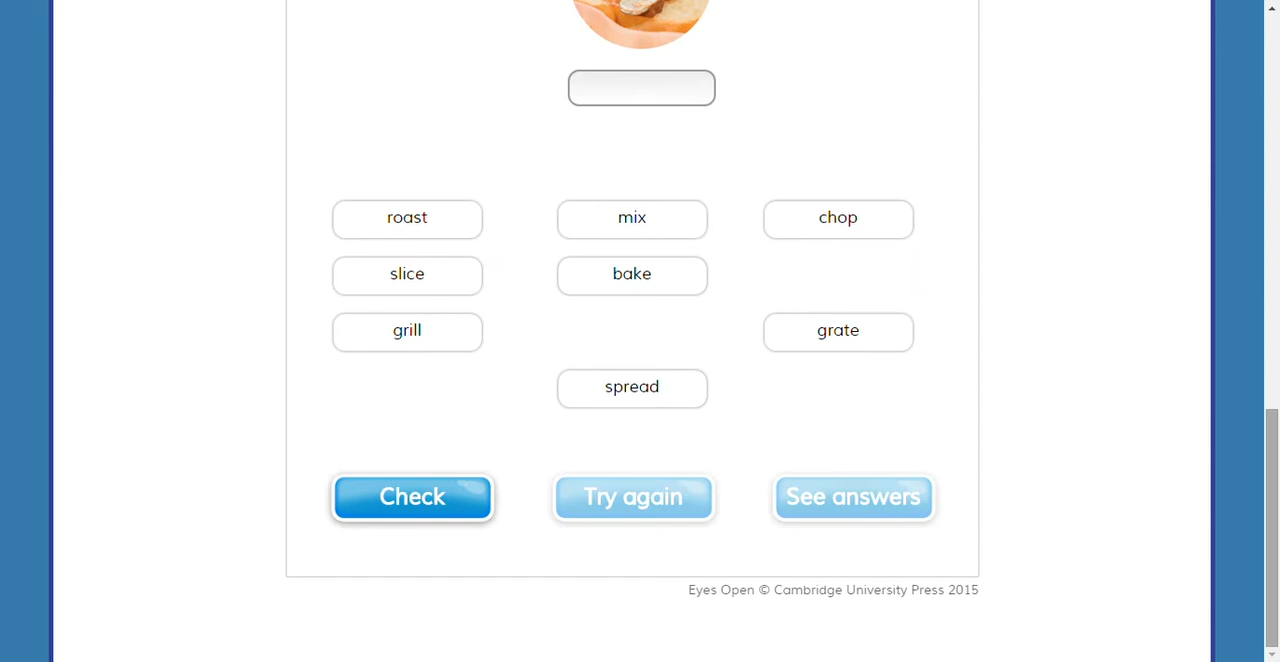 roast mix chop
slice bake
grill grate
spread
Check Try again See answers
Eyes Open © Cambridge University Press 2015